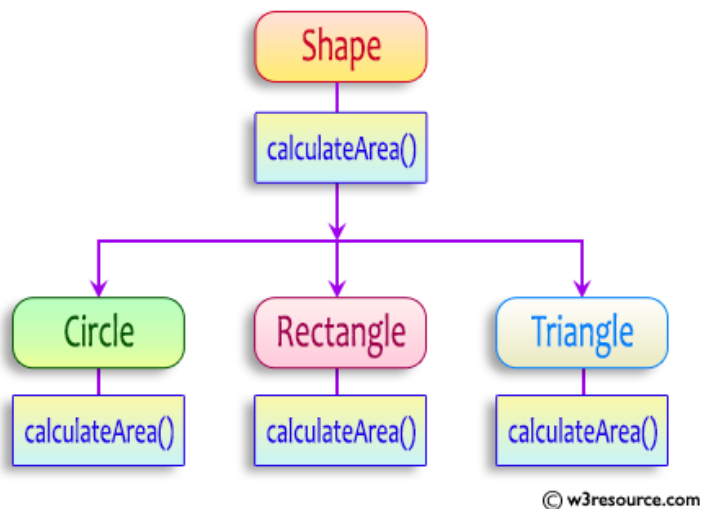 Shape
calculateArea()
Circle
Rectangle
Triangle
calculateArea()
calculateArea()
calculateArea()
© w3resource.com